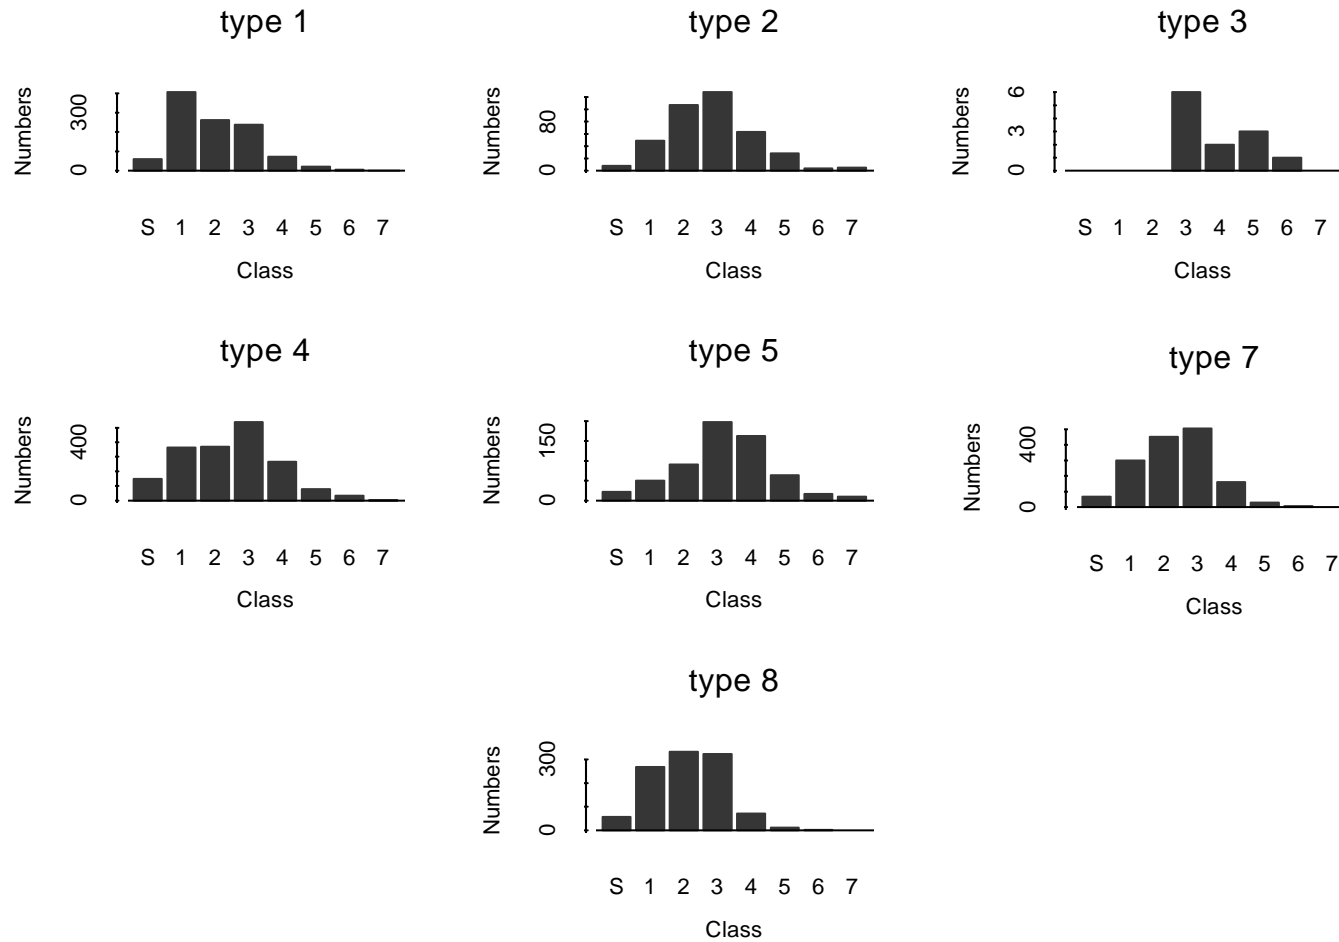 type 1
Numbers
0 300
S 1 2 3 4 5 6 7
Class
type 2
Numbers
0 80
S 1 2 3 4 5 6 7
Class
type 3
Numbers
0 3 6
S 1 2 3 4 5 6 7
Class
type 4
Numbers
0 400
S 1 2 3 4 5 6 7
Class
type 5
Numbers
0 150
S 1 2 3 4 5 6 7
Class
type 7
Numbers
0 400
S 1 2 3 4 5 6 7
Class
type 8
Numbers
0 300
S 1 2 3 4 5 6 7
Class